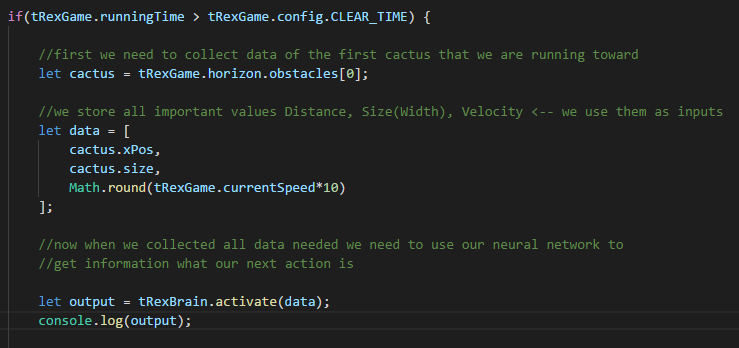 if(tRexGame.runningTime > tRexGame.config.CLEAR_TIME) {
//first we need to collect data of the first cactus that we are running toward
let cactus = tRexGame.horizon.obstacles[0];
//we store all important values Distance, Size(Width), Velocity <-- we use them as inputs
let data = [
cactus.xPos,
cactus.size,
Math.round(tRexGame.currentSpeed*10)
];
//now when we collected all data needed we need to use our neural network to
//get information what our next action is
let output = tRexBrain.activate(data);
console.log(output);